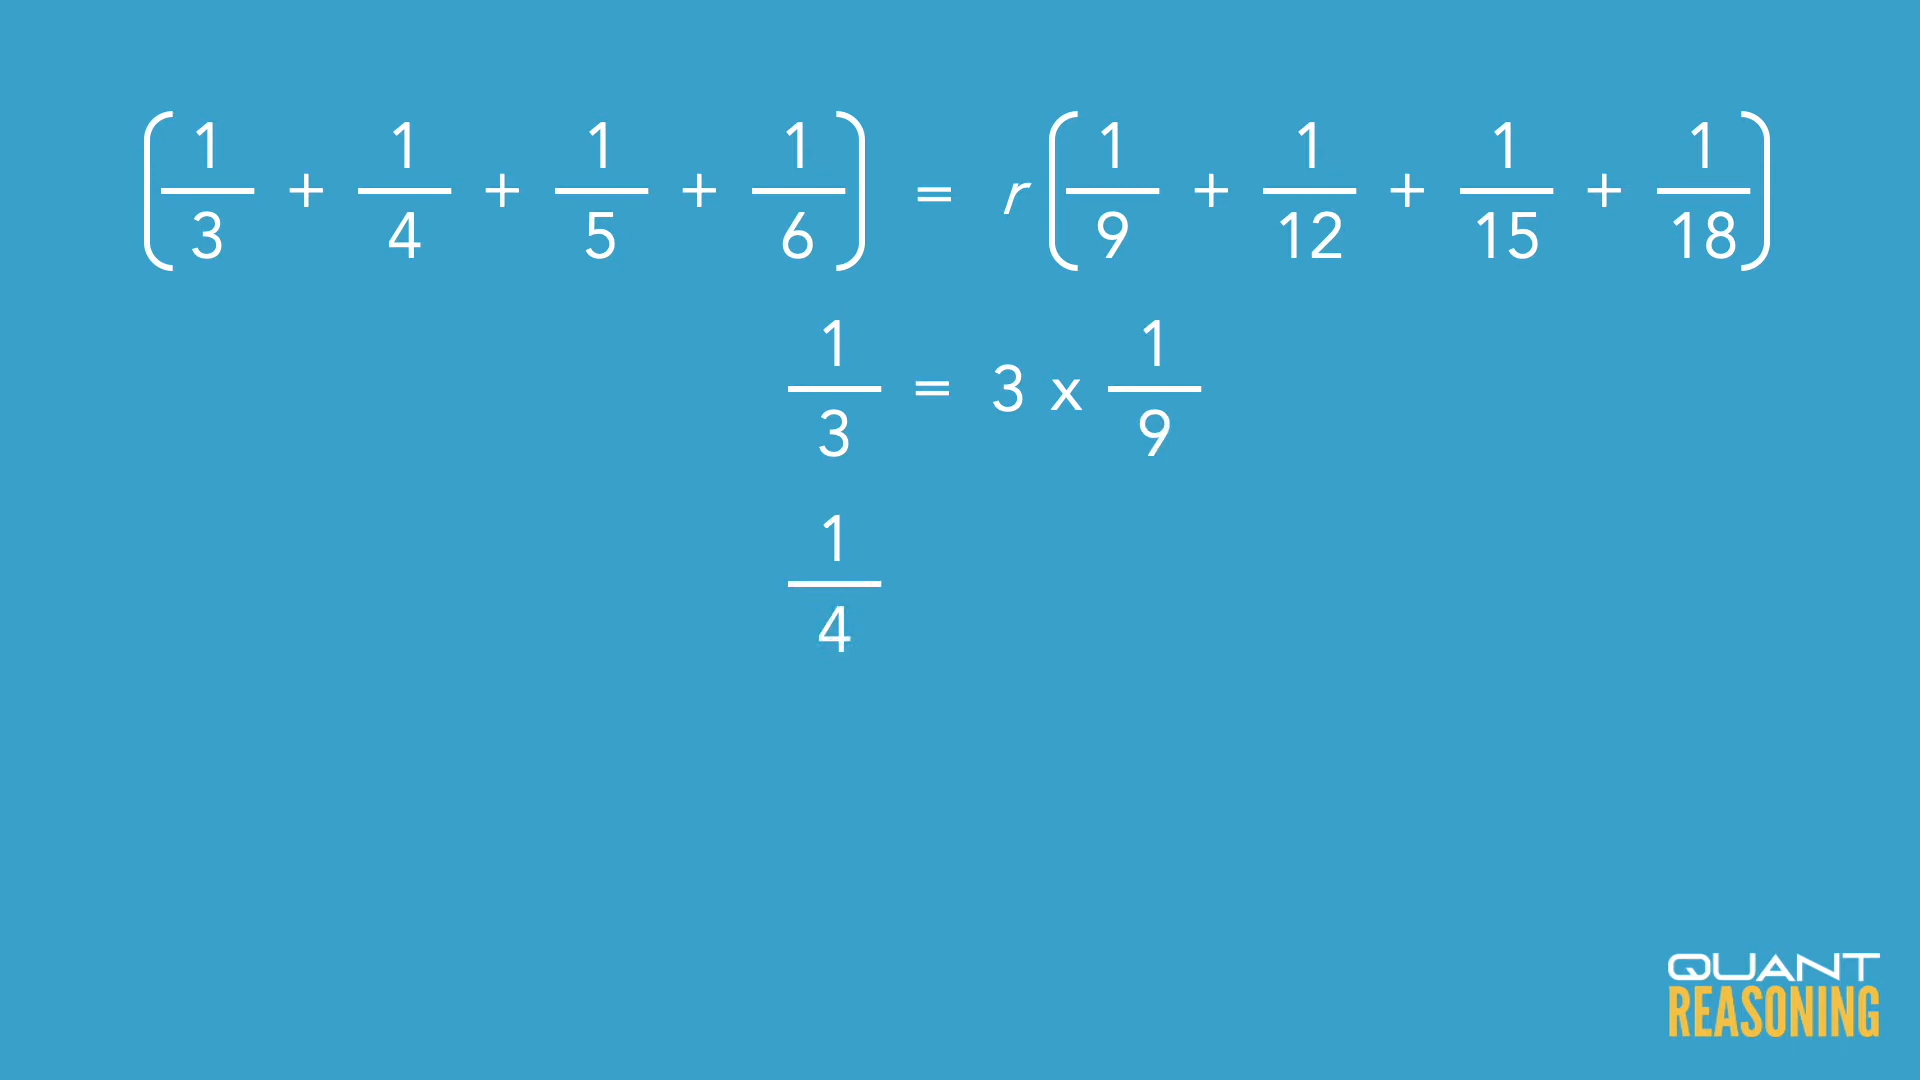 (1/3 + 1/4 + 1/5 + 1/6) = r(1/9 + 1/12 + 1/15 + 1/18)
1/3 = 3 x 1/9
1/4
QUANT
REASONING